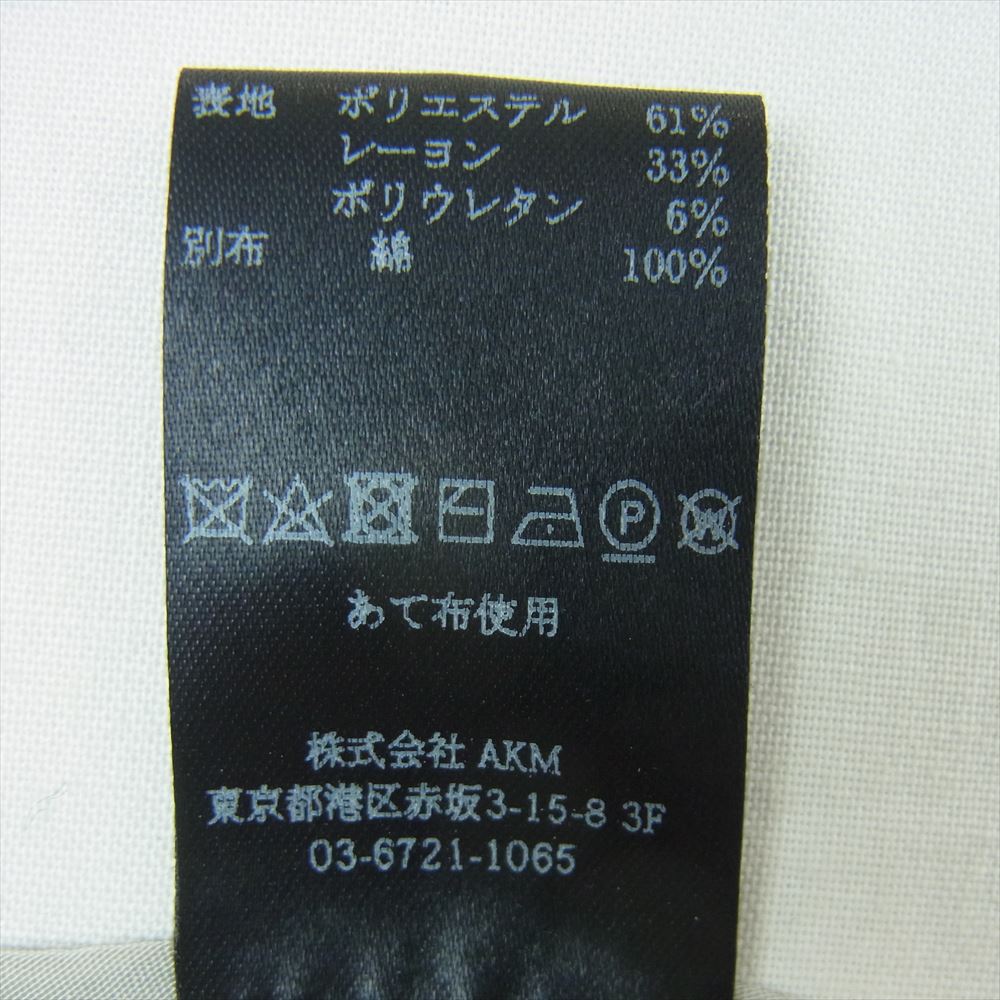 表地 ポリエステル 61%
レーヨン 33%
ポリウレタン 6%
別布 綿 100%
P
W
あて布使用
株式会社 AKM
東京都港区赤坂3-15-8 3F
03-6721-1065